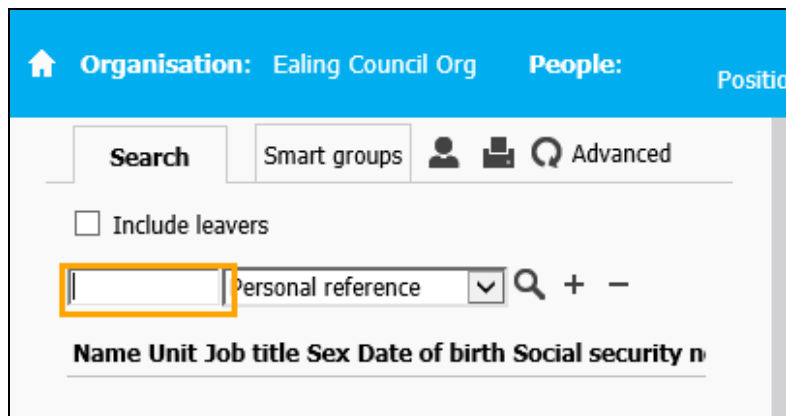 Organisation: Ealing Council Org People:
Positio
Search Smart groups Advanced
Include leavers
Personal reference
Name Unit Job title Sex Date of birth Social security n